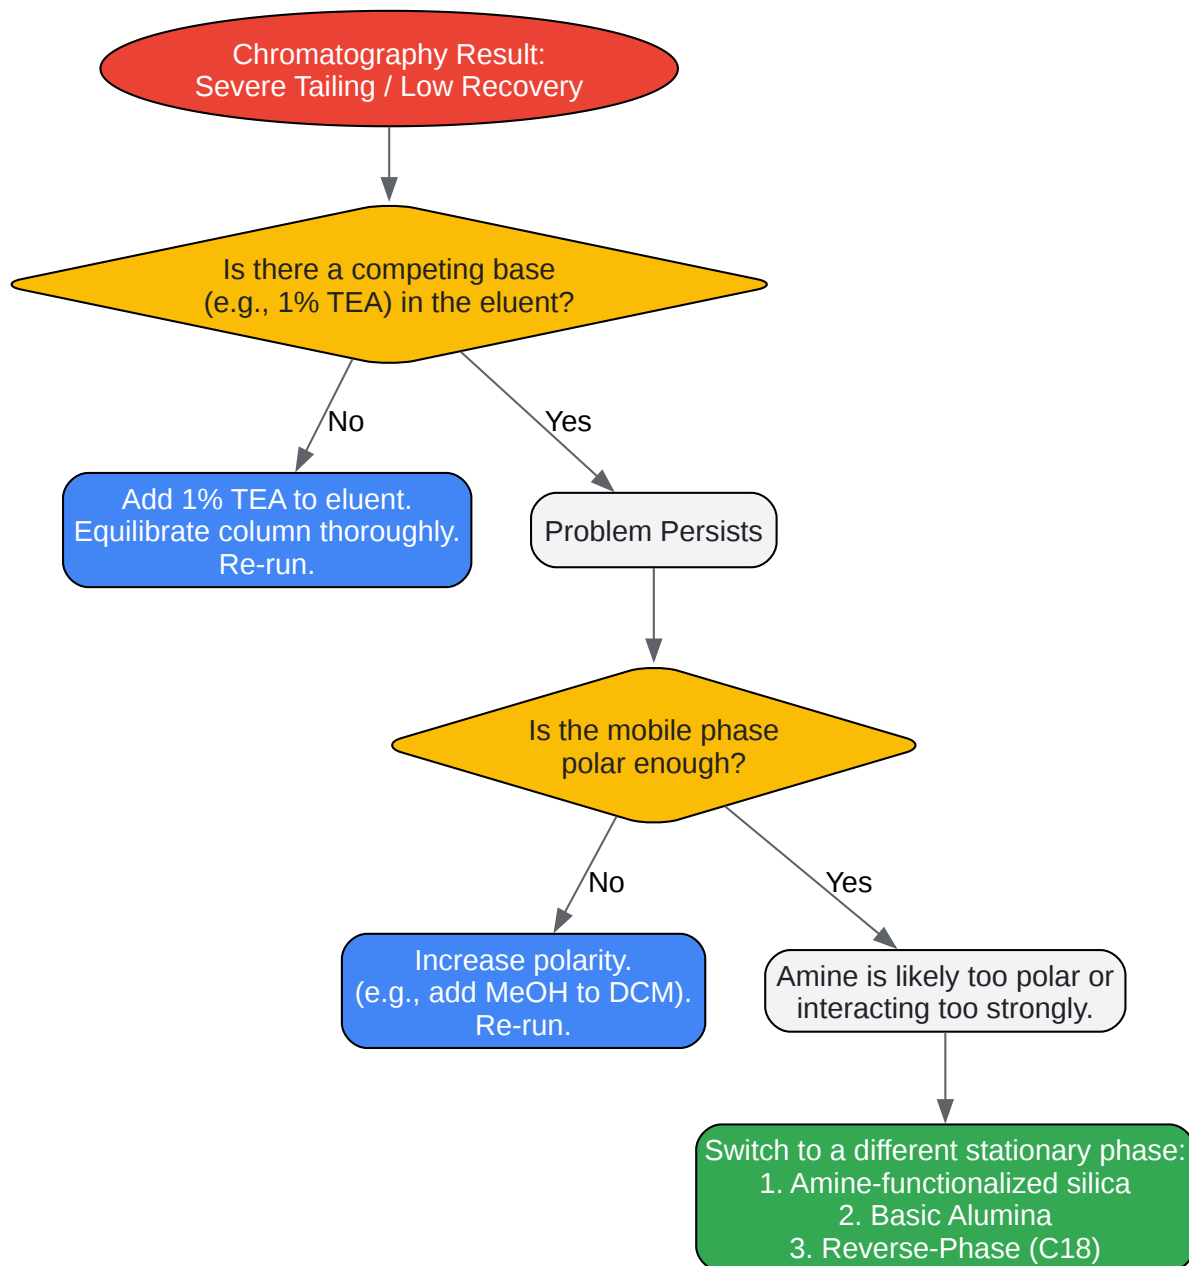 Chromatography Result:
Severe Tailing / Low Recovery
Is there a competing base
(e.g., 1% TEA) in the eluent?
No
Yes
Add 1% TEA to eluent.
Equilibrate column thoroughly.
Re-run.
Problem Persists
Is the mobile phase
polar enough?
No
Yes
Increase polarity.
(e.g., add MeOH to DCM).
Re-run.
Amine is likely too polar or
interacting too strongly.
Switch to a different stationary phase:
1. Amine-functionalized silica
2. Basic Alumina
3. Reverse-Phase (C18)